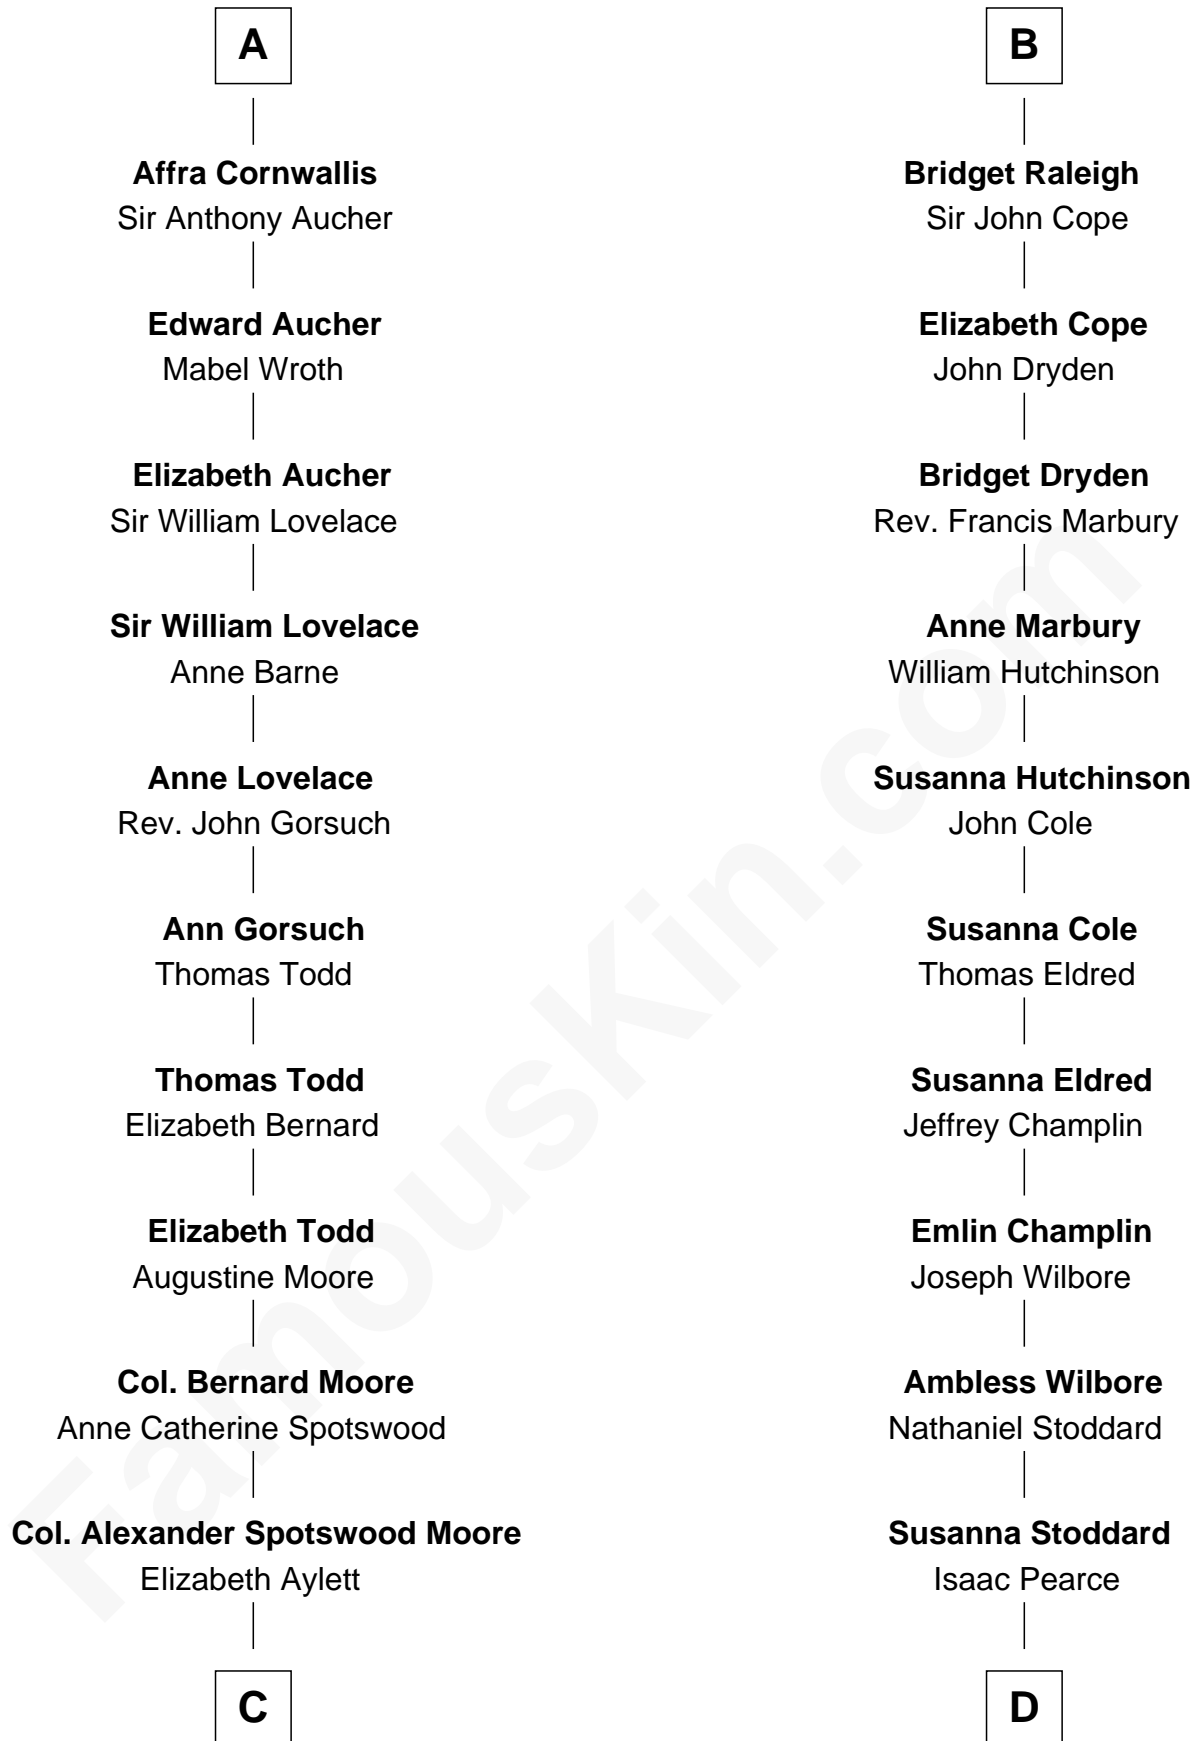 A
Affra Cornwallis
Sir Anthony Aucher
Edward Aucher
Mabel Wroth
Elizabeth Aucher
Sir William Lovelace
Sir William Lovelace
Anne Barne
Anne Lovelace
Rev. John Gorsuch
Ann Gorsuch
Thomas Todd
Thomas Todd
Elizabeth Bernard
Elizabeth Todd
Augustine Moore
Col. Bernard Moore
Anne Catherine Spotswood
Col. Alexander Spotswood Moore
Elizabeth Aylett
C
B
Bridget Raleigh
Sir John Cope
Elizabeth Cope
John Dryden
Bridget Dryden
Rev. Francis Marbury
Anne Marbury
William Hutchinson
Susanna Hutchinson
John Cole
Susanna Cole
Thomas Eldred
Susanna Eldred
Jeffrey Champlin
Emlin Champlin
Joseph Wilbore
Ambless Wilbore
Nathaniel Stoddard
Susanna Stoddard
Isaac Pearce
D
FamousKin.com